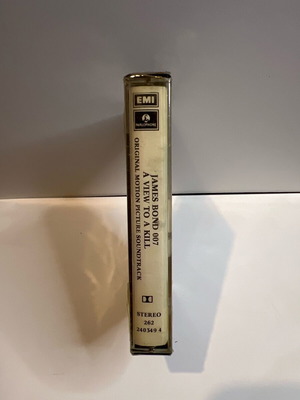 EMI
PARLOPHONE
JAMES BOND 007
A VIEW TO A KILL
ORIGINAL MOTION PICTURE SOUNDTRACK
STEREO
262
240349 4